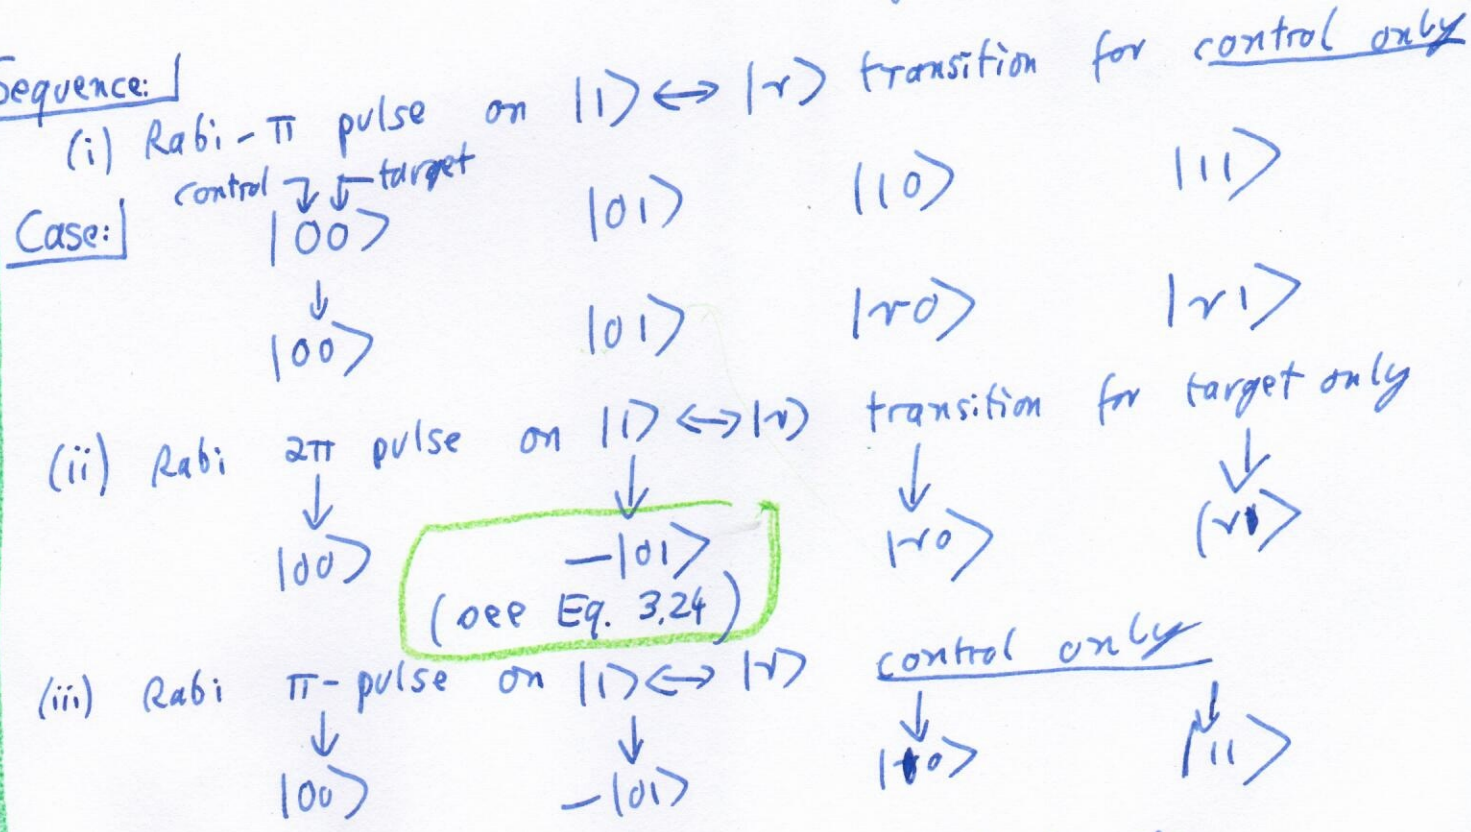 Sequence:
(i) Rabi-π pulse on |1⟩ ↔ |r⟩ transition for control only
control target
Case: |00⟩ |01⟩ |10⟩ |11⟩
↓
|00⟩ |01⟩ |r0⟩ |r1⟩
(ii) Rabi 2π pulse on |1⟩ ↔ |r⟩ transition for target only
↓ ↓ ↓ ↓
|00⟩ -|01⟩ |r0⟩ |r1⟩
(see Eq. 3.24)
(iii) Rabi π-pulse on |1⟩ ↔ |r⟩ control only
↓ ↓ ↓ ↓
|00⟩ -|01⟩ |10⟩ |11⟩